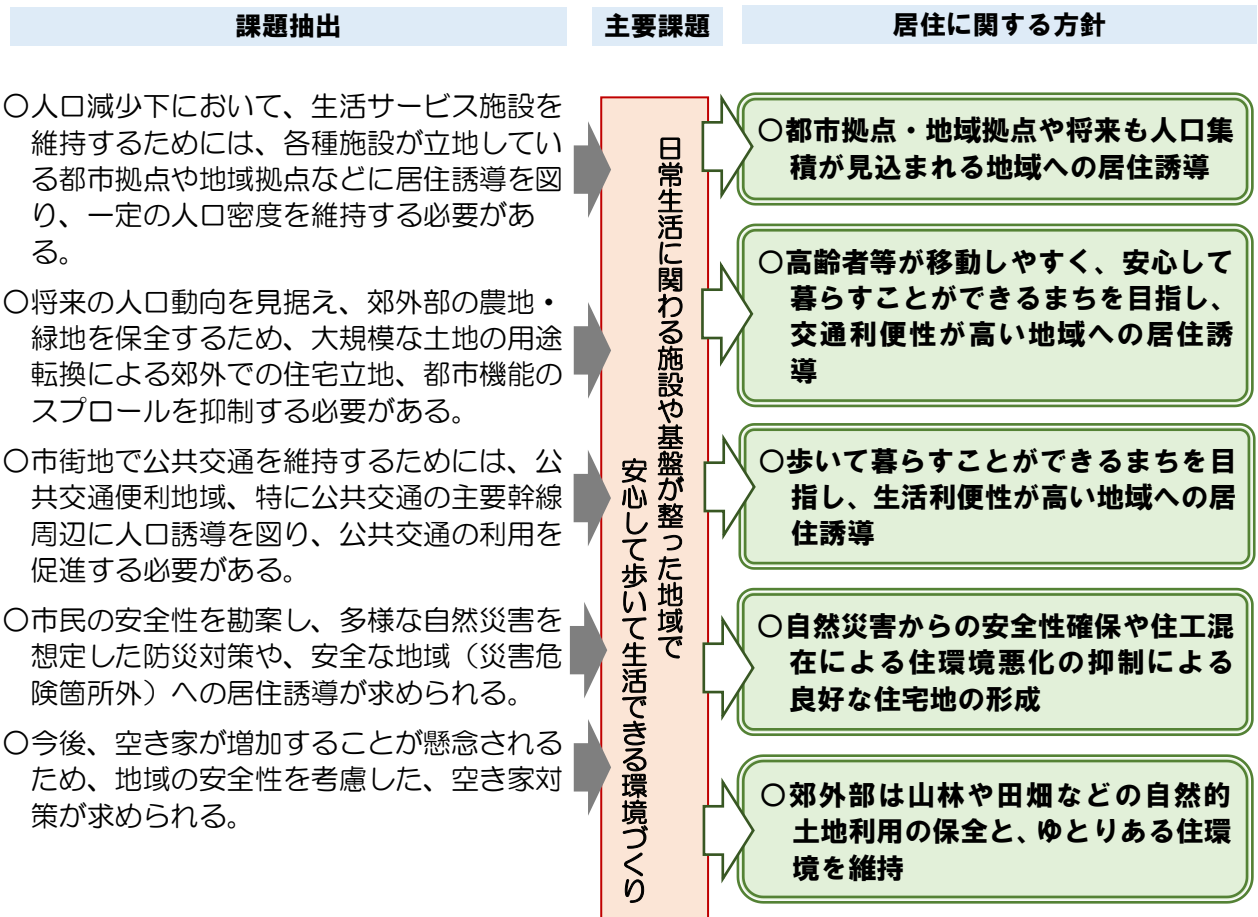 課題抽出
主要課題
居住に関する方針
〇人口減少下において、生活サービス施設を
維持するためには、各種施設が立地してい
る都市拠点や地域拠点などに居住誘導を図
り、一定の人口密度を維持する必要があ
る。
〇将来の人口動向を見据え、郊外部の農地・
緑地を保全するため、大規模な土地の用途
転換による郊外での住宅立地、都市機能の
スプロールを抑制する必要がある。
〇市街地で公共交通を維持するためには、公
共交通便利地域、特に公共交通の主要幹線
周辺に人口誘導を図り、公共交通の利用を
促進する必要がある。
〇市民の安全性を勘案し、多様な自然災害を
想定した防災対策や、安全な地域（災害危
険箇所外）への居住誘導が求められる。
〇今後、空き家が増加することが懸念される
ため、地域の安全性を考慮した、空き家対
策が求められる。
日常生活に関わる施設や基盤が整った地域で
安心して歩いて生活できる環境づくり
〇都市拠点・地域拠点や将来も人口集
積が見込まれる地域への居住誘導
〇高齢者等が移動しやすく、安心して
暮らすことができるまちを目指し、
交通利便性が高い地域への居住誘
導
〇歩いて暮らすことができるまちを目
指し、生活利便性が高い地域への居
住誘導
〇自然災害からの安全性確保や住工混
在による住環境悪化の抑制による
良好な住宅地の形成
〇郊外部は山林や田畑などの自然的
土地利用の保全と、ゆとりある住環
境を維持